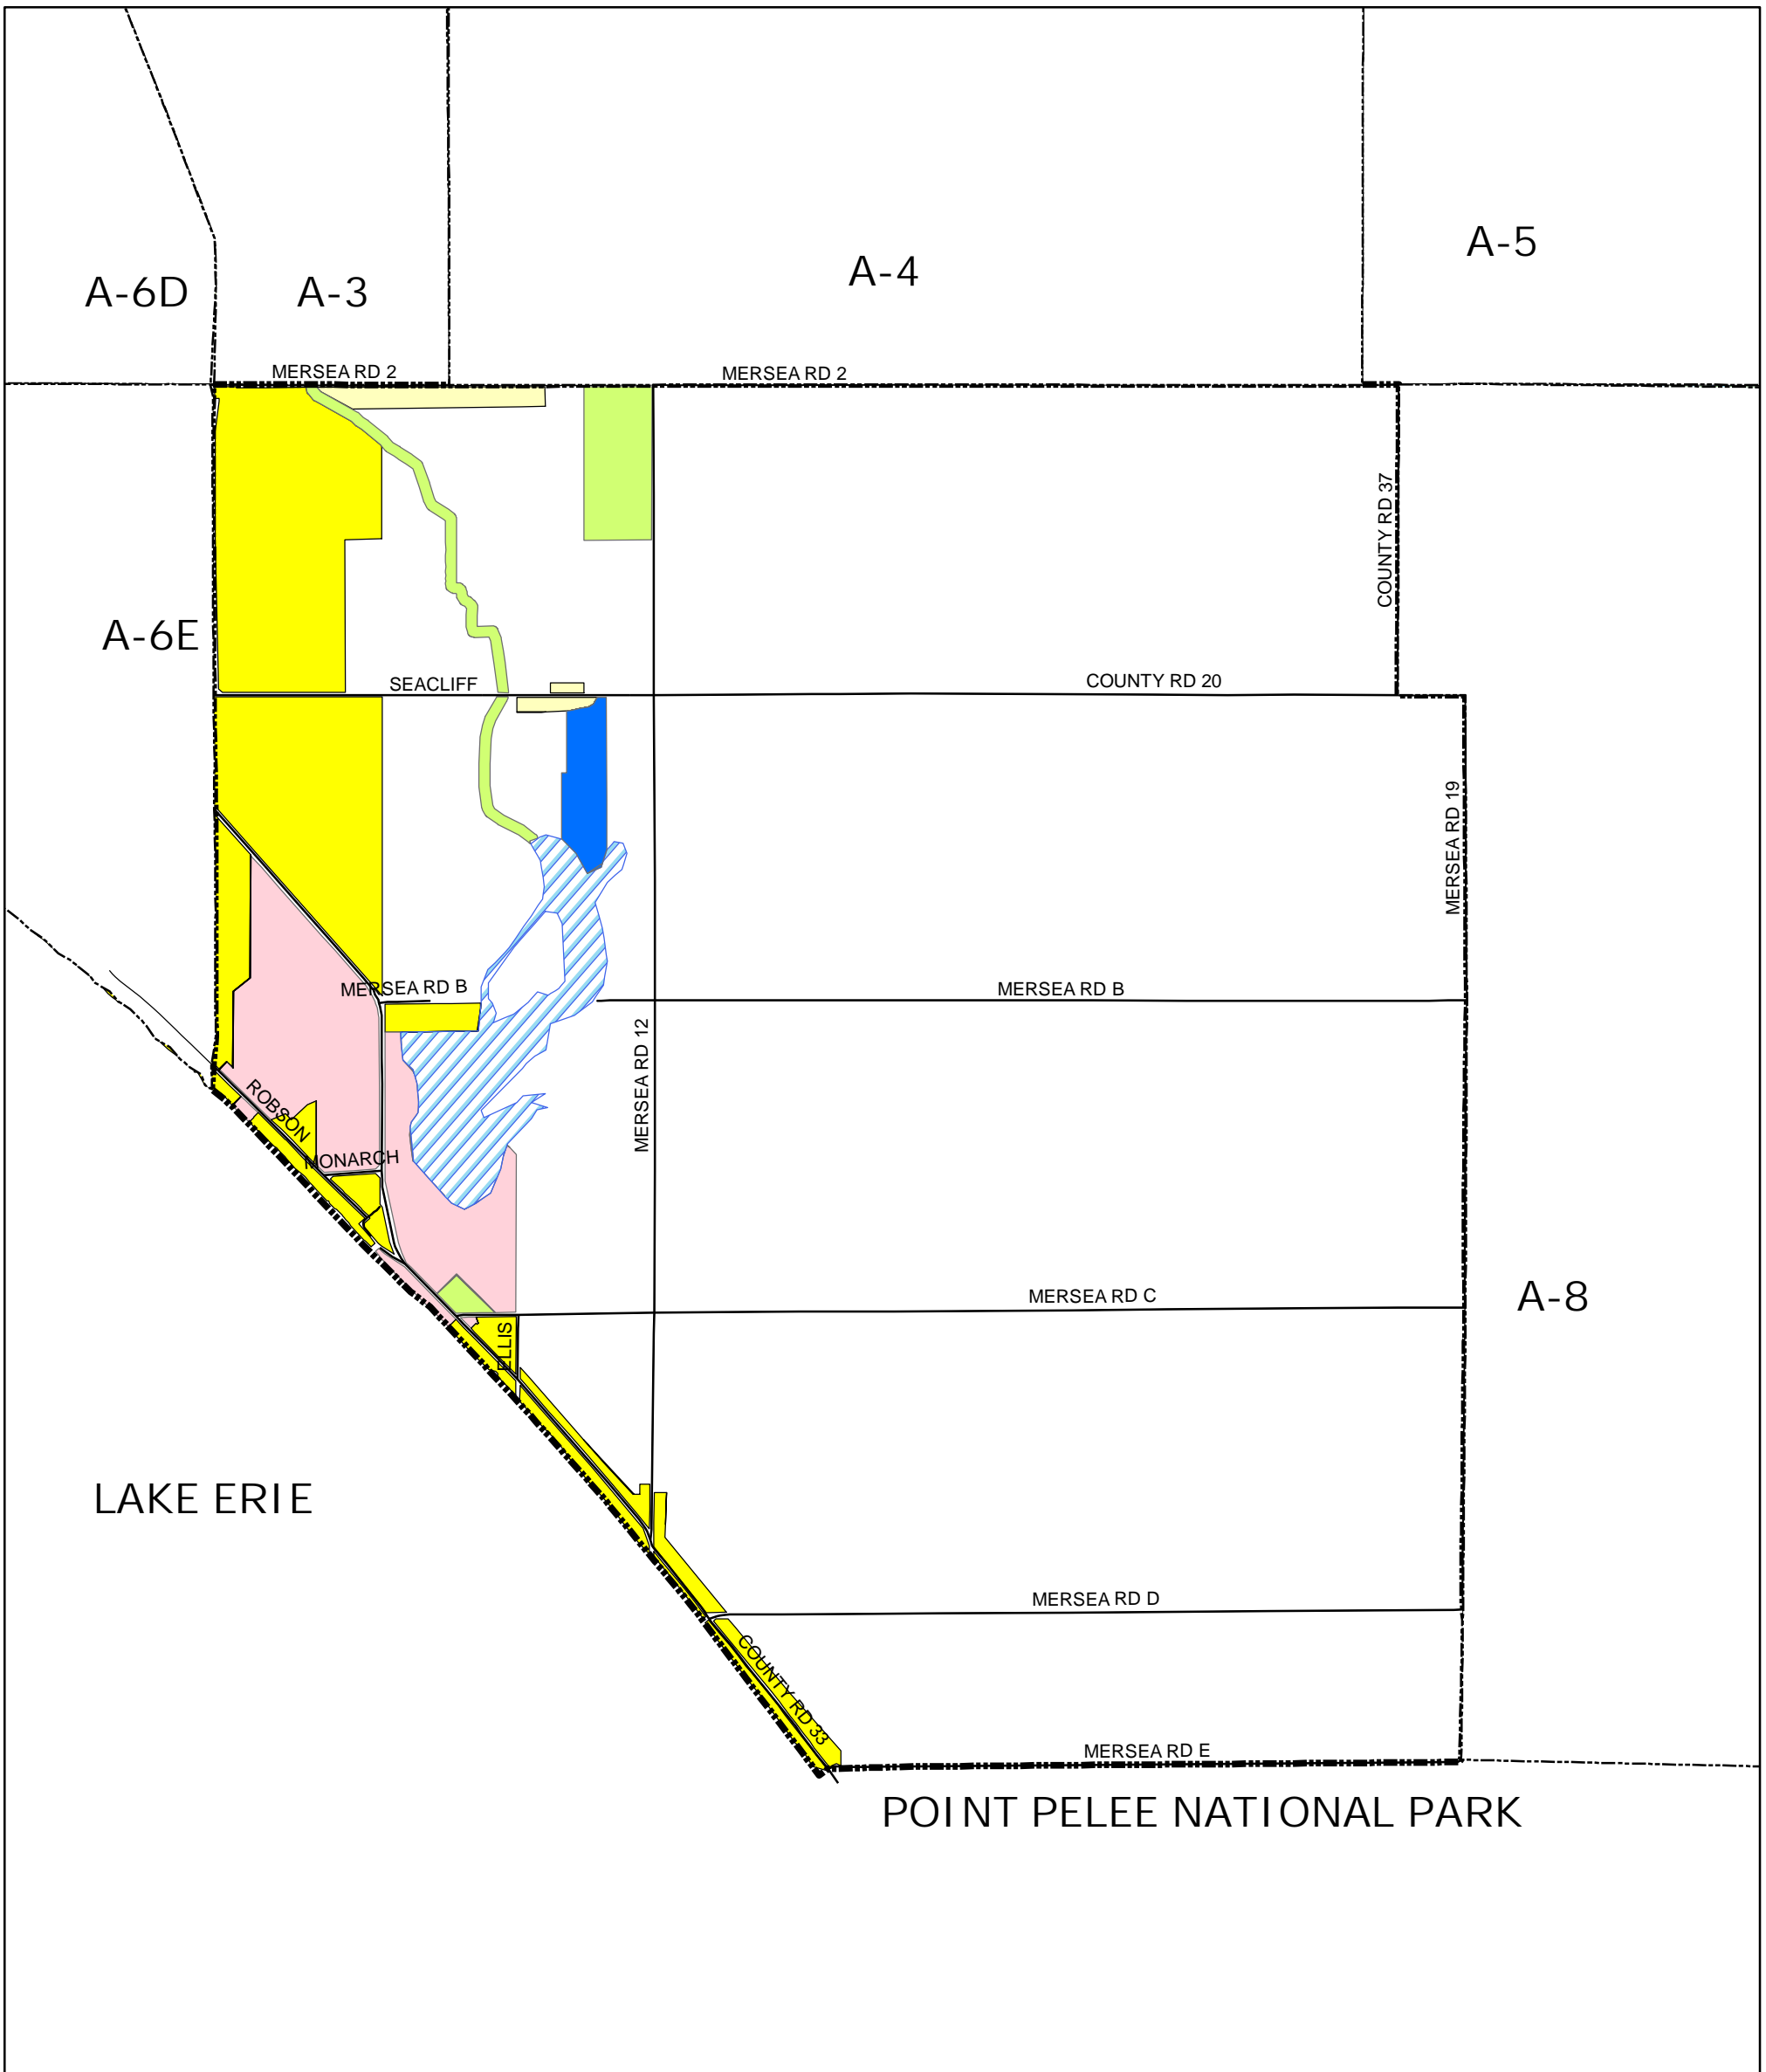 A-5
A-4
A-6D
A-3
MERSEA RD 2
MERSEA RD 2
COUNTY RD 37
A-6E
SEACLIFF
COUNTY RD 20
MERSEA RD 19
MERSEA RD B
MERSEA RD B
MERSEA RD 12
ROBSON
MONARCH
MERSEA RD C
A-8
ELLIS
LAKE ERIE
MERSEA RD D
COUNTY RD 33
MERSEA RD E
POINT PELEE NATIONAL PARK